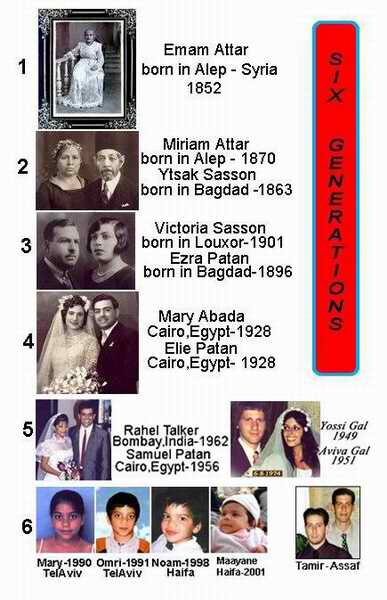 SIX GENERATIONS
1
Emam Attar
born in Alep - Syria
1852
2
Miriam Attar
born in Alep - 1870
Ytsak Sasson
born in Bagdad -1863
3
Victoria Sasson
born in Louxor-1901
Ezra Patan
born in Bagdad-1896
4
Mary Abada
Cairo,Egypt-1928
Elie Patan
Cairo,Egypt- 1928
5
Rahel Talker
Bombay,India-1962
Samuel Patan
Cairo,Egypt-1956
Yossi Gal
1949
Aviva Gal
1951
6
Mary-1990
TelAviv
Omri-1991
TelAviv
Noam-1998
Haifa
Maayane
Haifa-2001
Tamir-Assaf